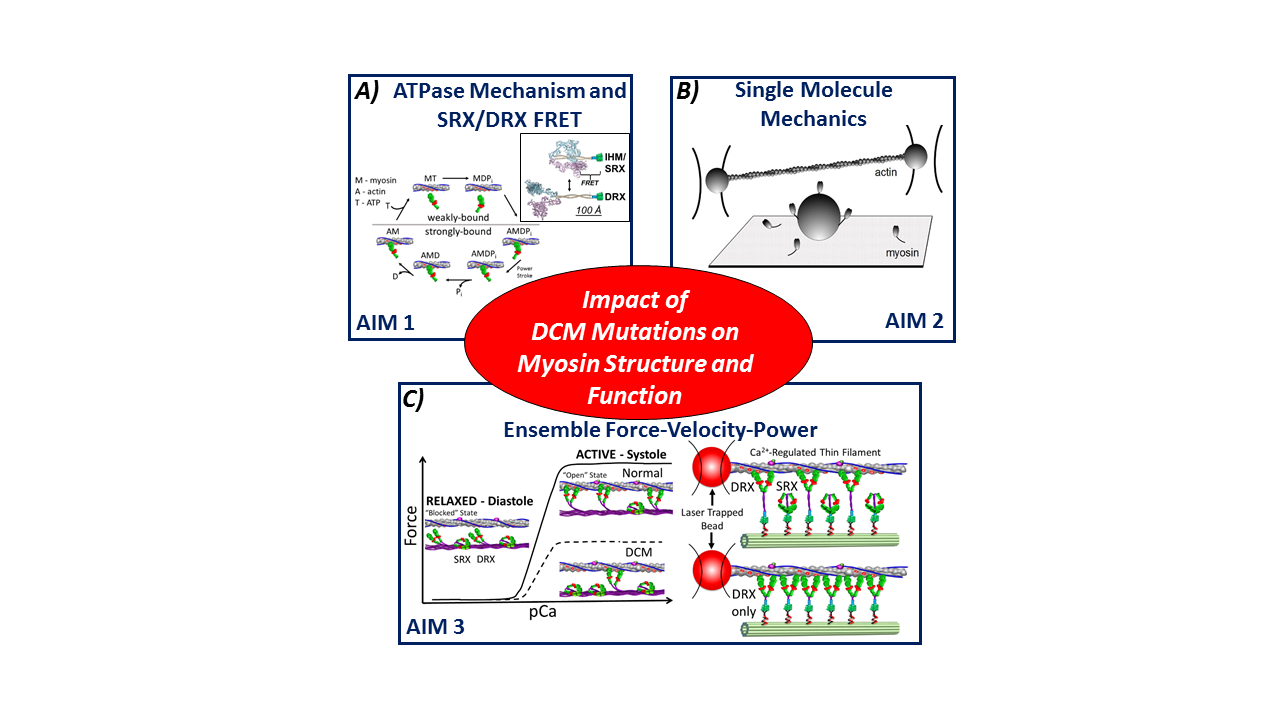 A) ATPase Mechanism and
SRX/DRX FRET
IHM/
SRX
FRET
DRX
100 Å
M - myosin
A - actin
T - ATP
T
MT
MDPi
weakly-bound
strongly-bound
AM
AMDPi
AMD
AMDPi
Power
Stroke
D
Pi
AIM 1
B) Single Molecule
Mechanics
actin
myosin
AIM 2
Impact of
DCM Mutations on
Myosin Structure and
Function
C)
Ensemble Force-Velocity-Power
ACTIVE - Systole
"Open" State
Normal
RELAXED - Diastole
"Blocked" State
SRX DRX
DCM
Force
pCa
Ca2+-Regulated Thin Filament
DRX
SRX
Laser Trapped
Bead
DRX
only
AIM 3